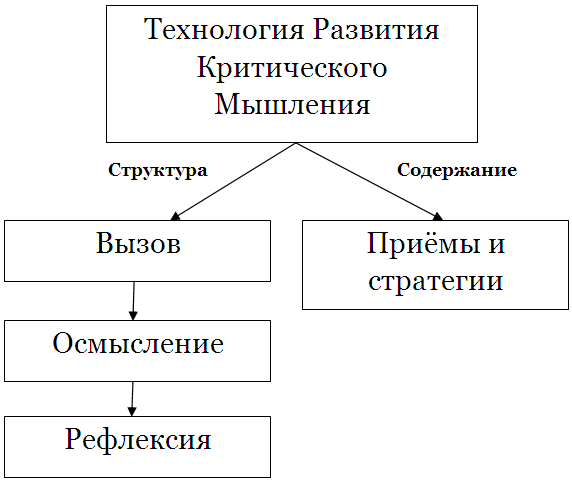 Технология Развития
Критического
Мышления
Структура
Содержание
Вызов
Приёмы и
стратегии
Осмысление
Рефлексия